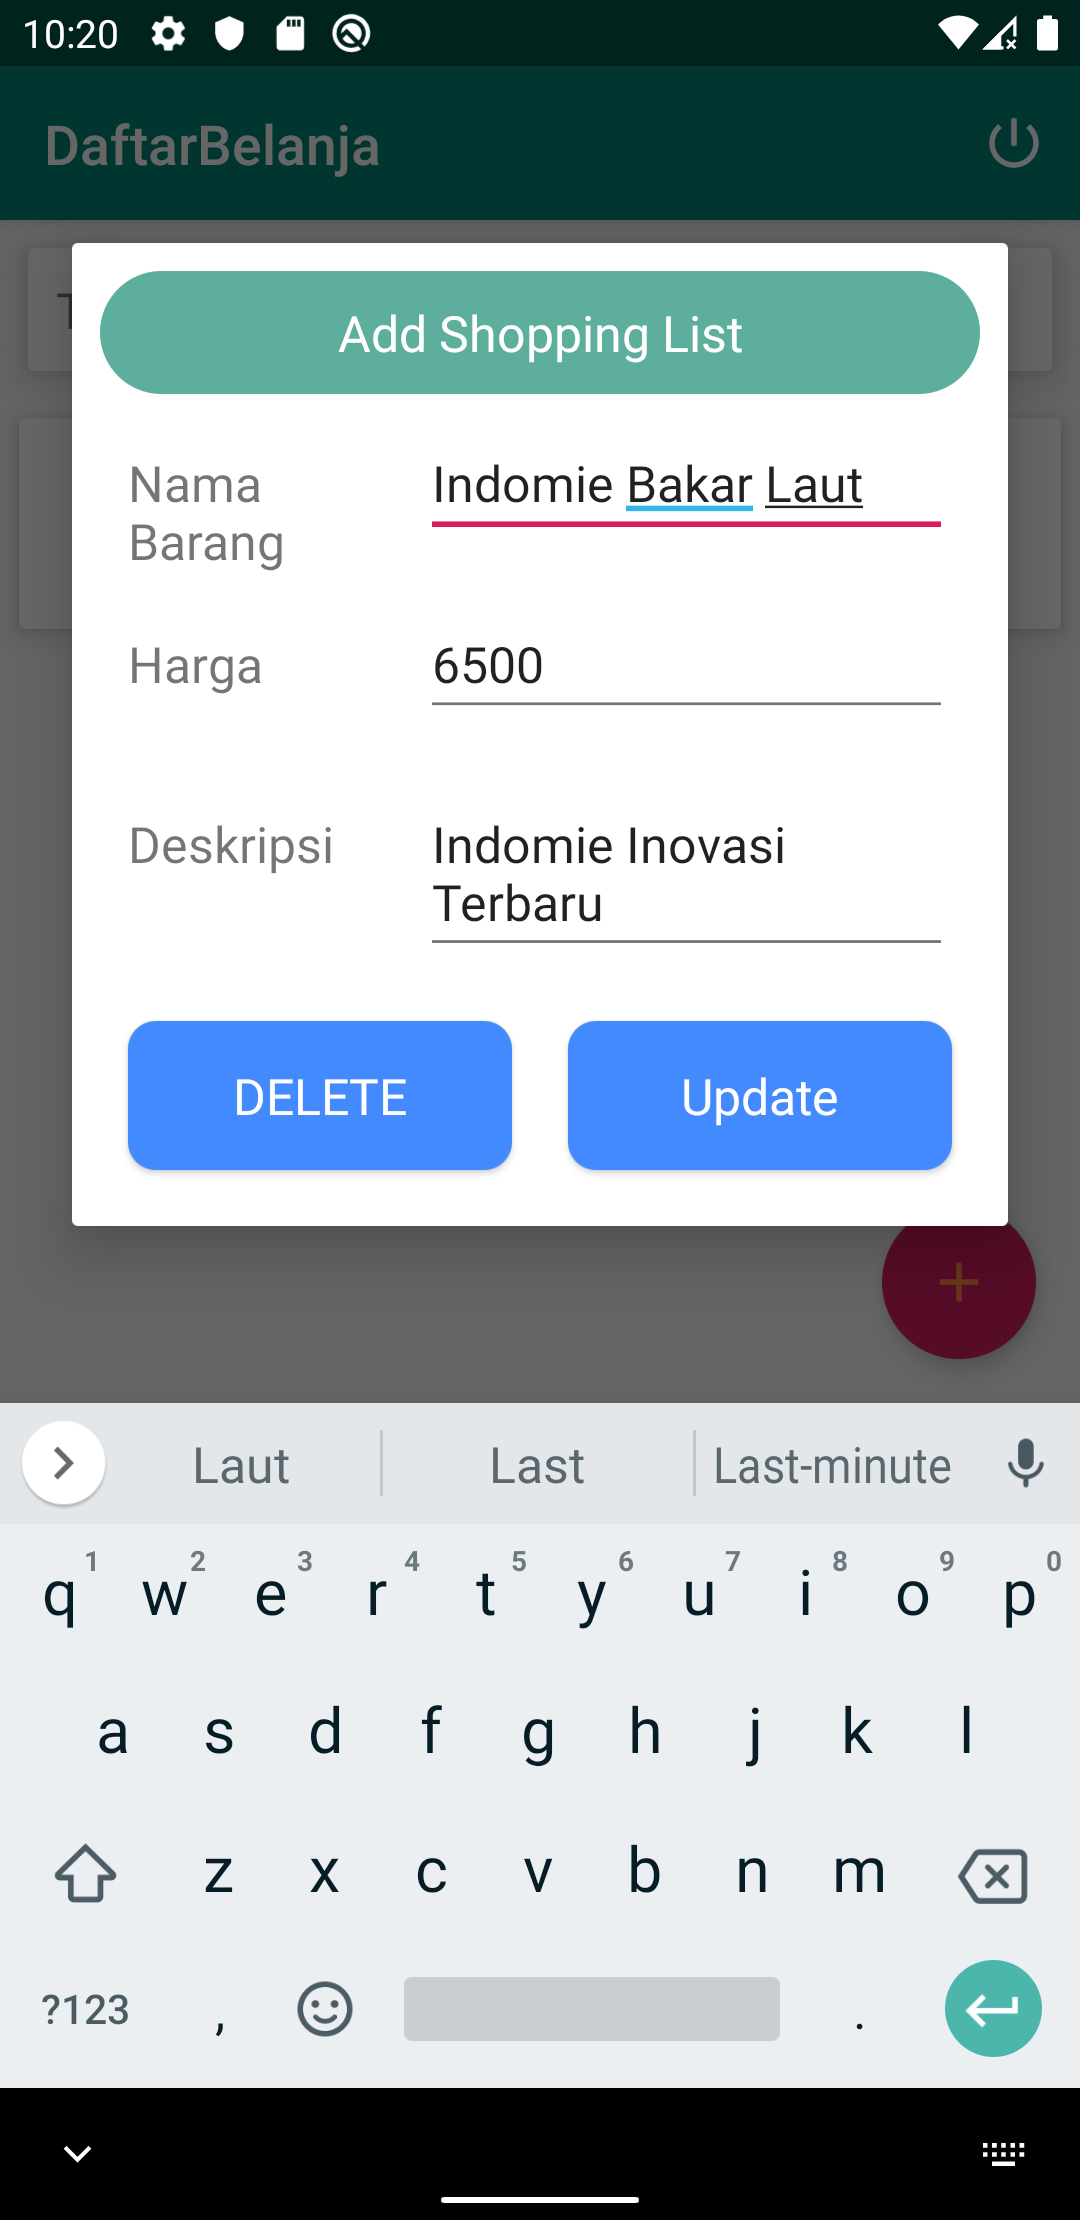 10:20
DaftarBelanja
T
Add Shopping List
Nama
Barang
Indomie Bakar Laut
Harga
6500
Deskripsi
Indomie Inovasi
Terbaru
DELETE
Update
Laut
Last
Last-minute
1 2 3 4 5 6 7 8 9 0
q w e r t y u i o p
a s d f g h j k l
z x c v b n m
?123 , .